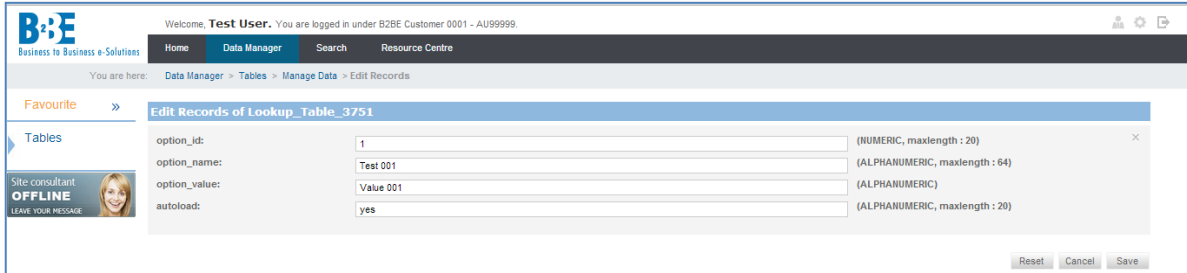 B2BE
Business to Business e-Solutions
Welcome, Test User. You are logged in under B2BE Customer 0001 - AU99999.
Home Data Manager Search Resource Centre
You are here: Data Manager > Tables > Manage Data > Edit Records
Favourite »
Tables
Site consultant
OFFLINE
LEAVE YOUR MESSAGE
Edit Records of Lookup_Table_3751
option_id: 1 (NUMERIC, maxlength : 20)
option_name: Test 001 (ALPHANUMERIC, maxlength : 64)
option_value: Value 001 (ALPHANUMERIC)
autoload: yes (ALPHANUMERIC, maxlength : 20)
Reset Cancel Save